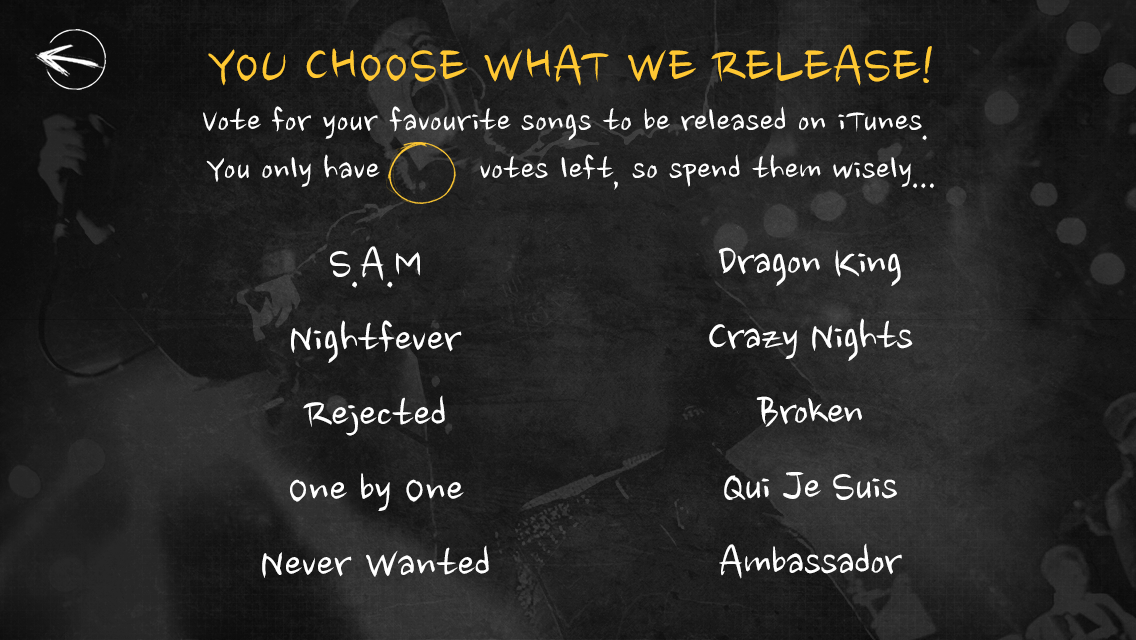 YOU CHOOSE WHAT WE RELEASE!
Vote for your favourite songs to be released on iTunes.
You only have votes left, so spend them wisely...
S.A.M
Dragon King
Nightfever
Crazy Nights
Rejected
Broken
One by One
Qui Je Suis
Never Wanted
Ambassador